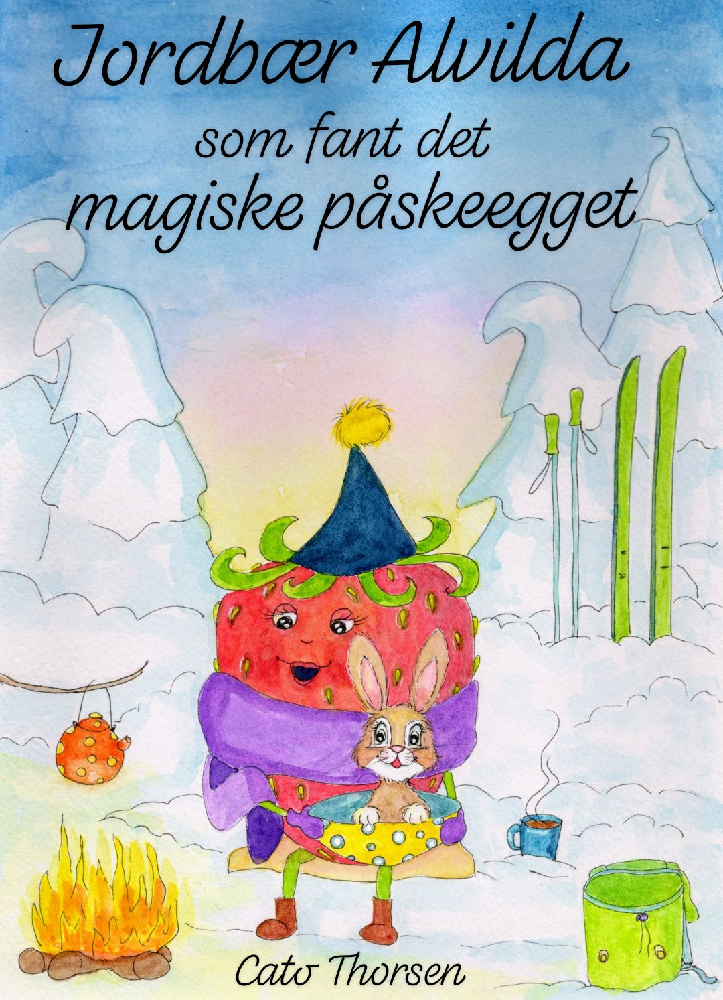 Jordbær Alvilda
som fant det
magiske påskeegget
Cato Thorsen